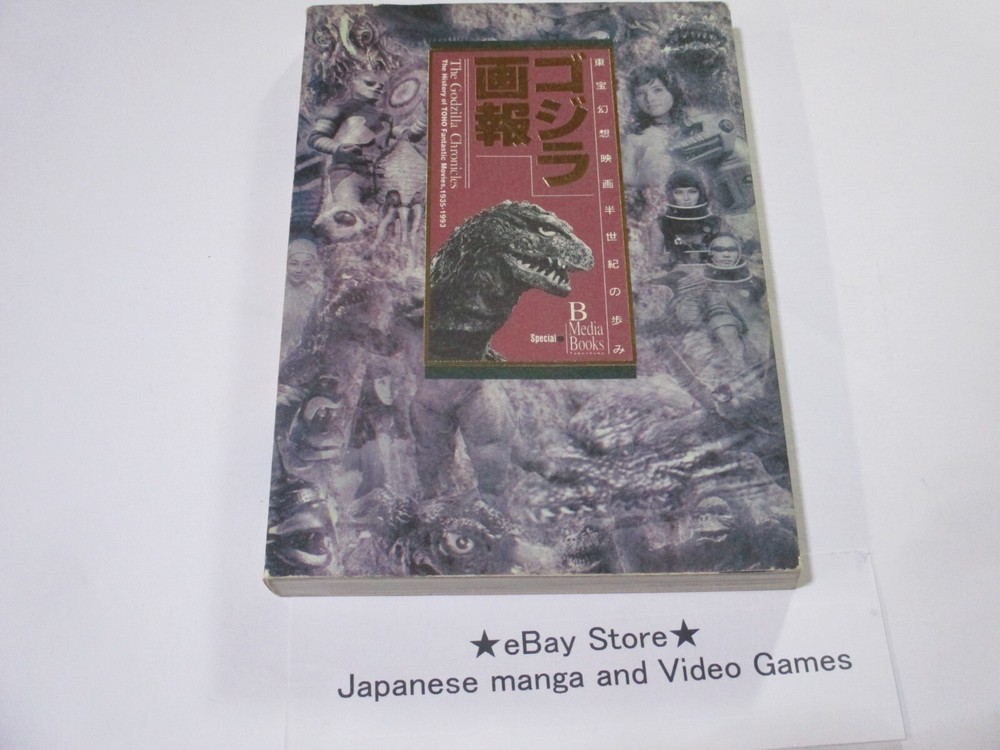 東宝幻想映画半世紀の歩み
ゴジラ
画報
The Godzilla Chronicles
The History of TOHO Fantastic Movies, 1935-1993
B
Media
Books
Special
★eBay Store★
Japanese manga and Video Games